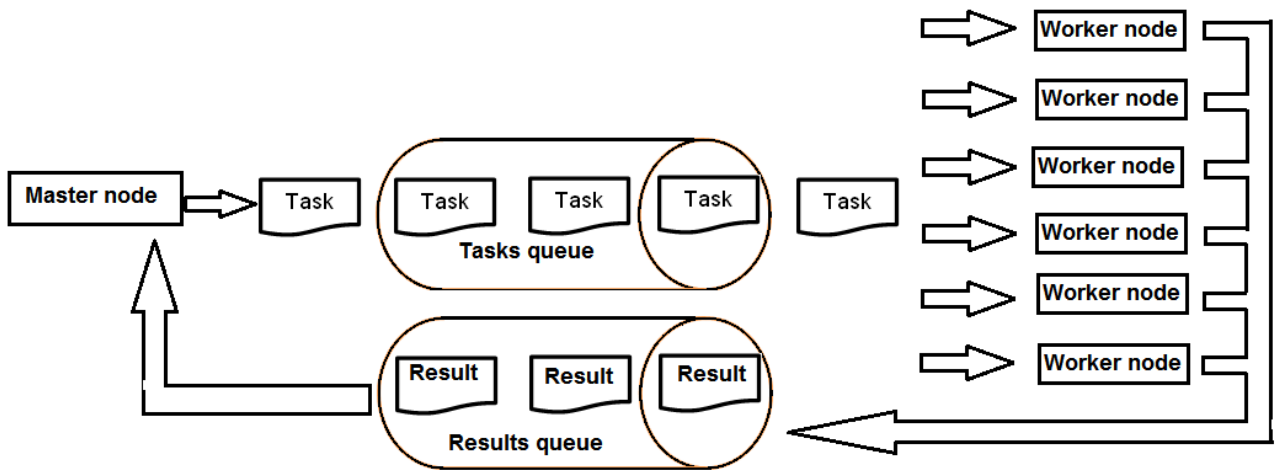 Worker node
Worker node
Worker node
Master node
Task
Task
Task
Task
Task
Tasks queue
Worker node
Worker node
Worker node
Result
Result
Result
Results queue